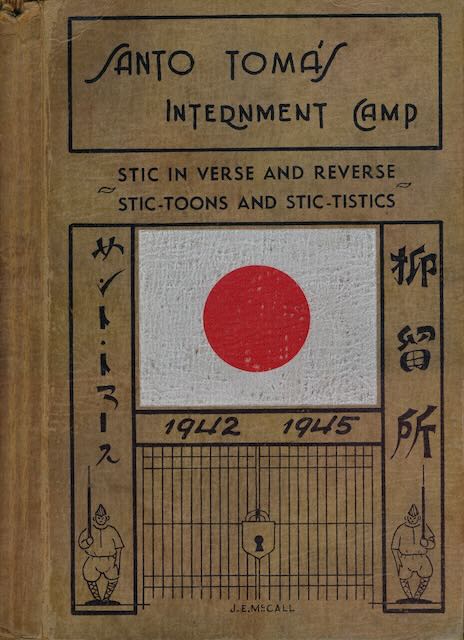 SANTO TOMÁS
INTERNMENT CAMP
STIC IN VERSE AND REVERSE
~ STIC-TOONS AND STIC-TISTICS ~
サント・トマース
抑留所
1942 1945
J.E.McCALL